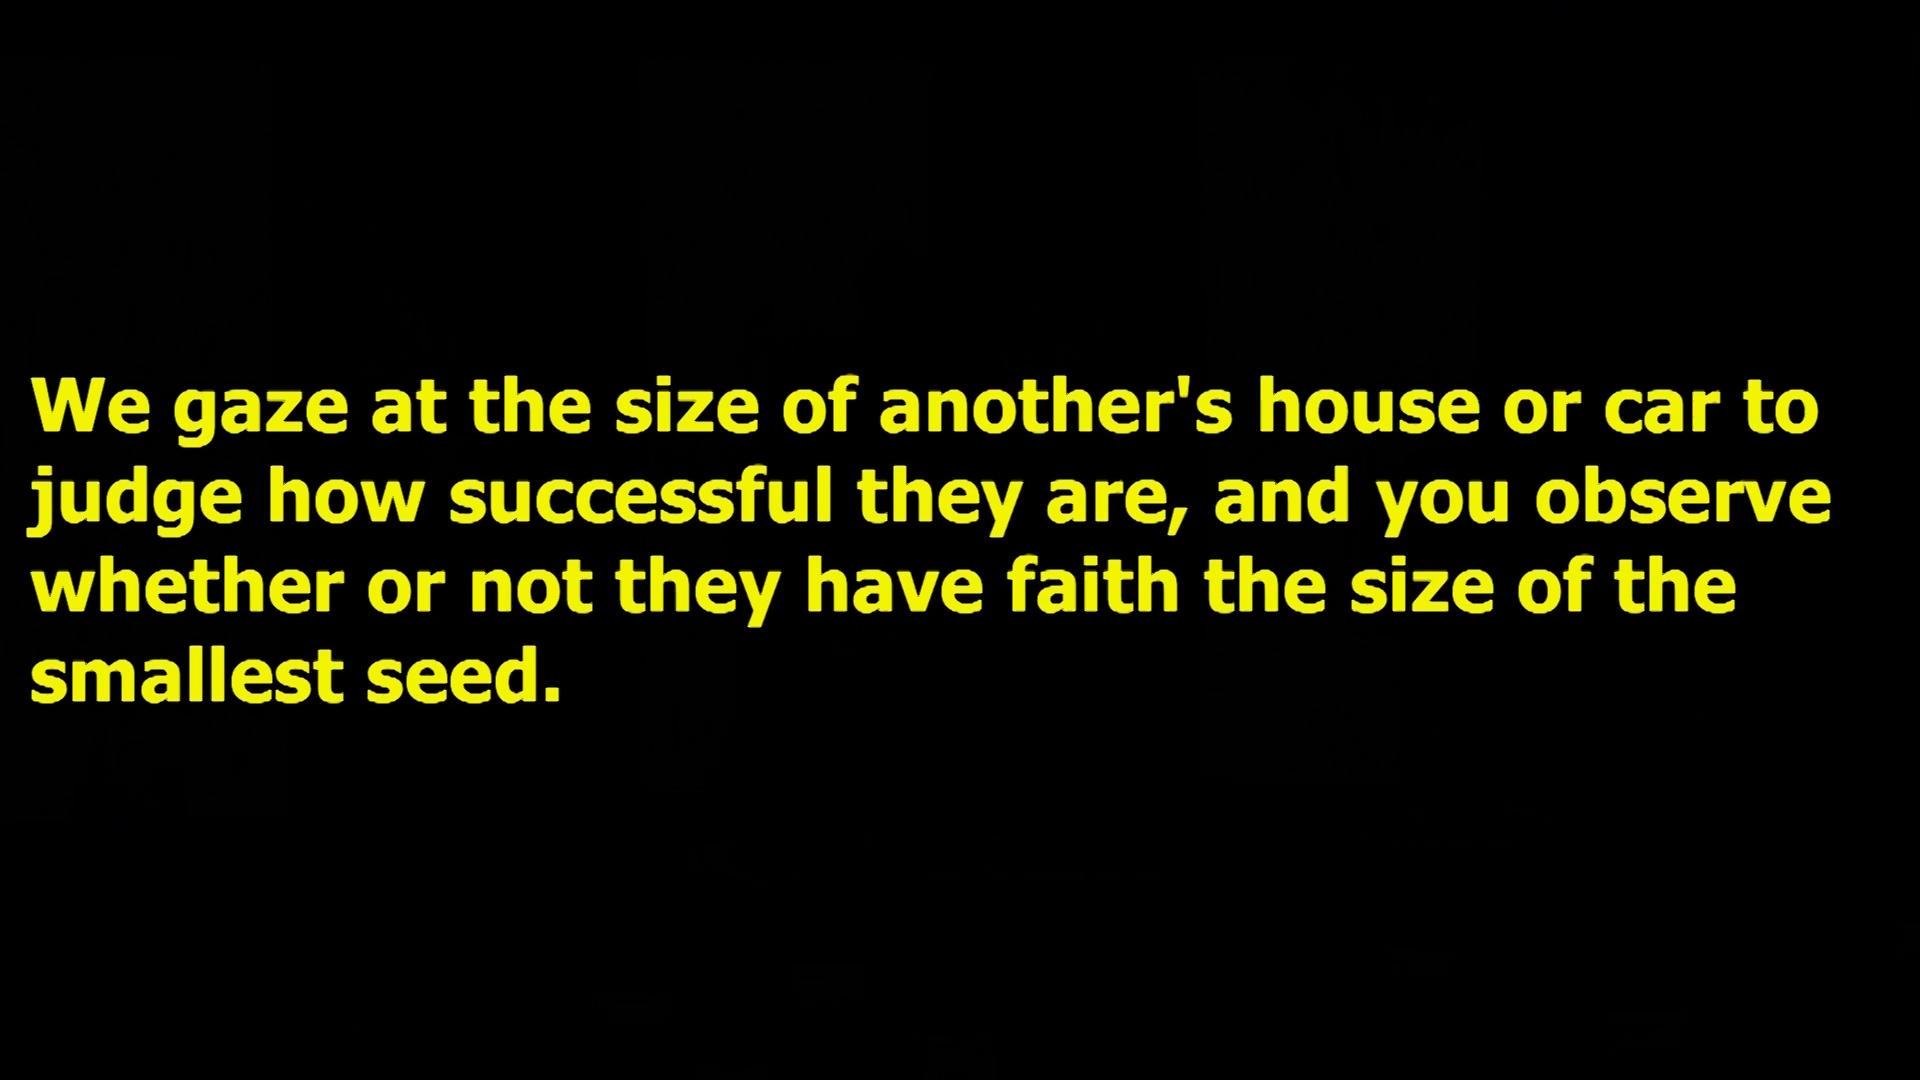 We gaze at the size of another's house or car to
judge how successful they are, and you observe
whether or not they have faith the size of the
smallest seed.